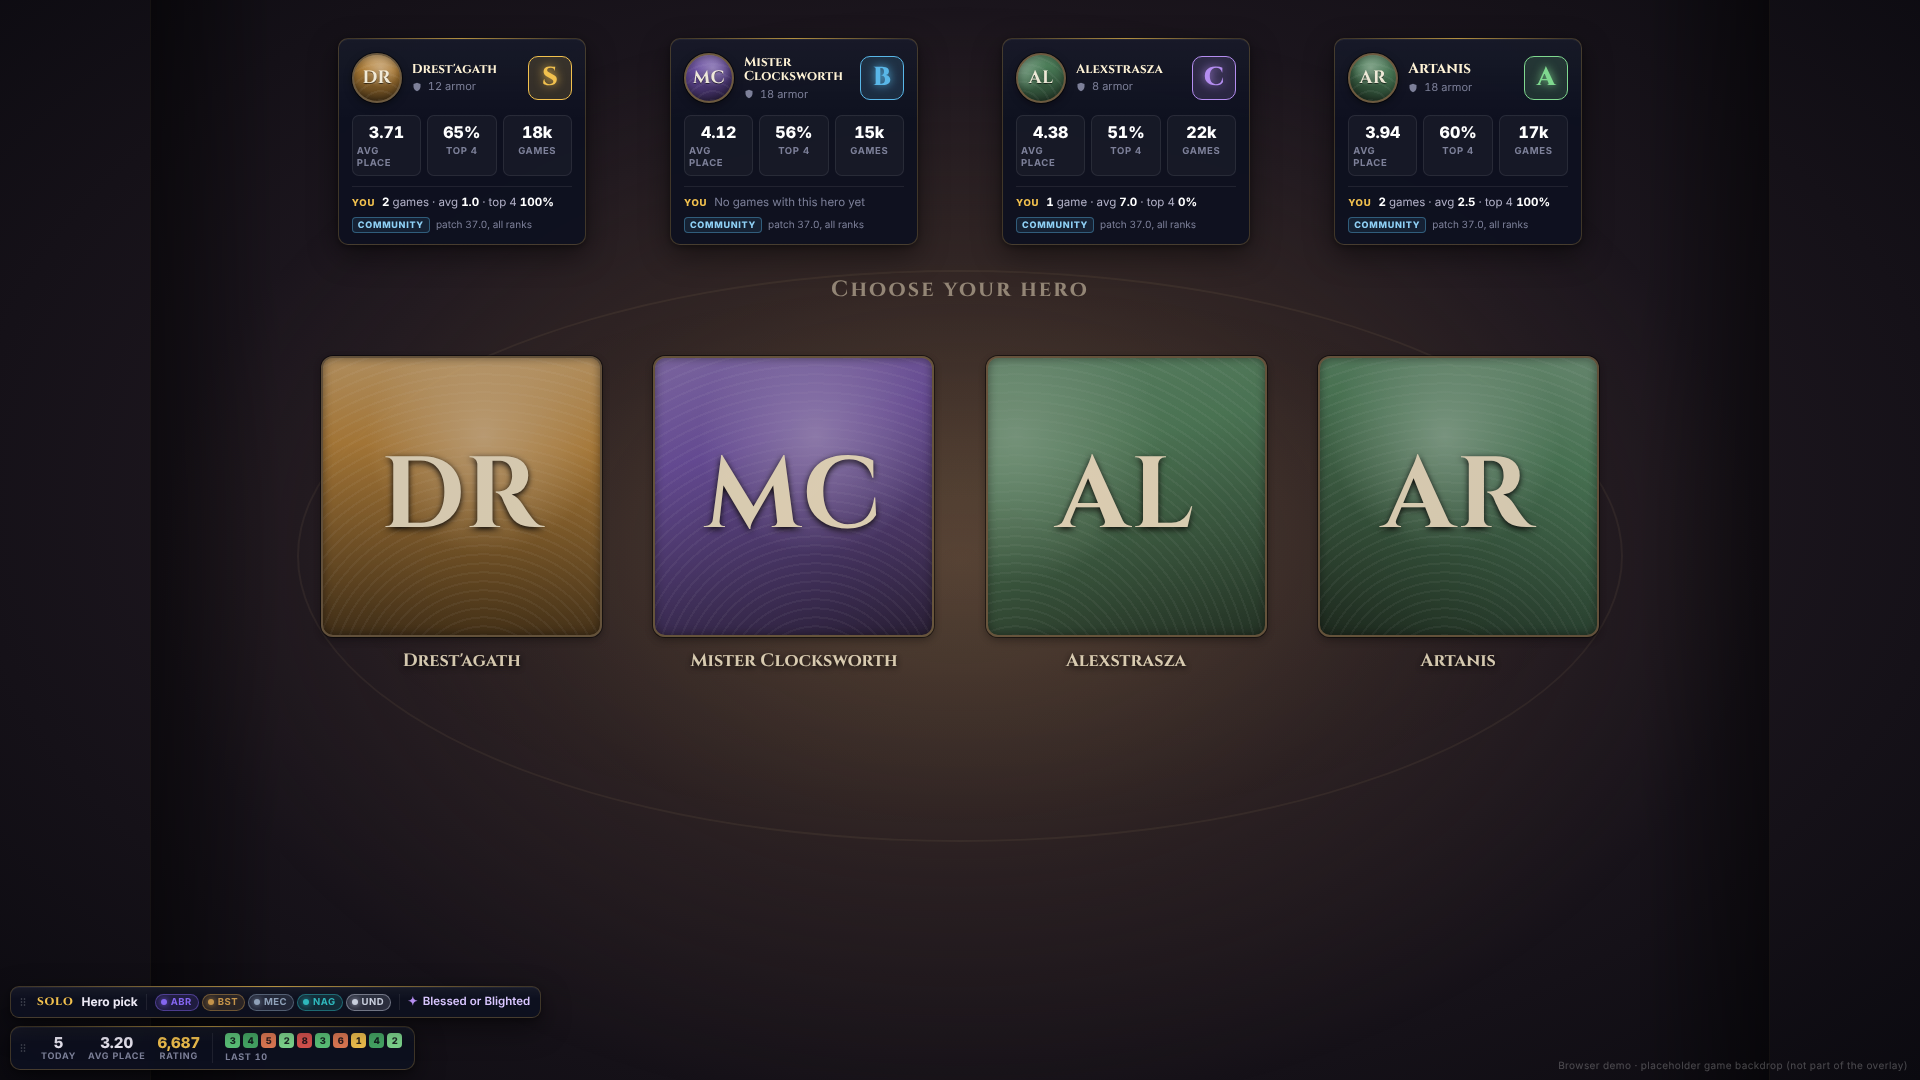 DR DREST'AGATH S
12 armor
3.71 65% 18k
AVG PLACE TOP 4 GAMES
YOU 2 games · avg 1.0 · top 4 100%
COMMUNITY patch 37.0, all ranks
MC MISTER CLOCKSWORTH B
18 armor
4.12 56% 15k
AVG PLACE TOP 4 GAMES
YOU No games with this hero yet
COMMUNITY patch 37.0, all ranks
AL ALEXSTRASZA C
8 armor
4.38 51% 22k
AVG PLACE TOP 4 GAMES
YOU 1 game · avg 7.0 · top 4 0%
COMMUNITY patch 37.0, all ranks
AR ARTANIS A
18 armor
3.94 60% 17k
AVG PLACE TOP 4 GAMES
YOU 2 games · avg 2.5 · top 4 100%
COMMUNITY patch 37.0, all ranks
CHOOSE YOUR HERO
DR MC AL AR
DREST'AGATH MISTER CLOCKSWORTH ALEXSTRASZA ARTANIS
SOLO Hero pick ABR BST MEC NAG UND Blessed or Blighted
5 3.20 6,687 3 4 5 2 8 3 6 1 4 2
TODAY AVG PLACE RATING LAST 10
Browser demo · placeholder game backdrop (not part of the overlay)